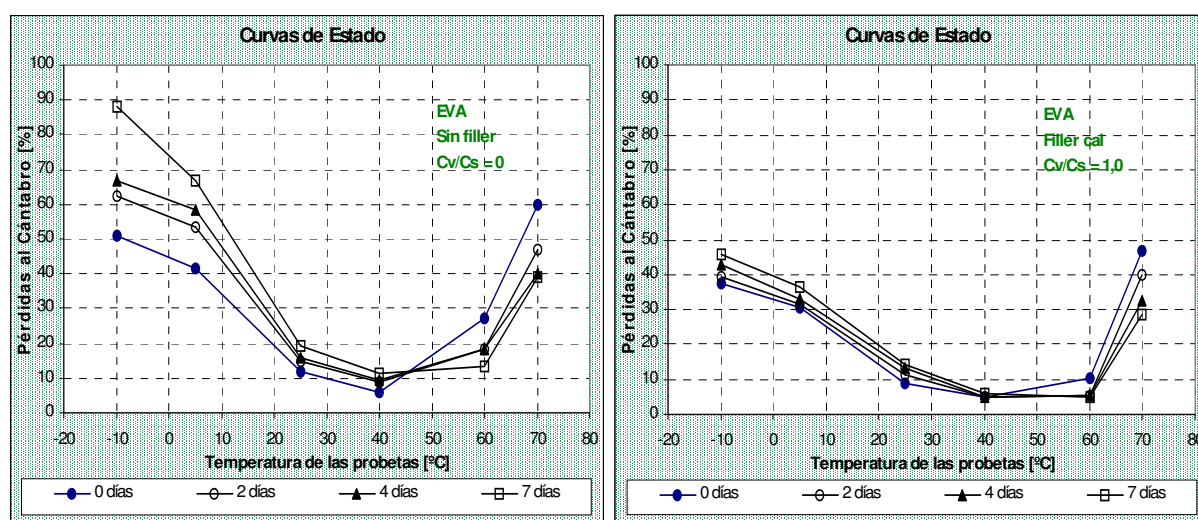 Curvas de Estado
Pérdidas al Cántabro [%]
100
90
80
70
60
50
40
30
20
10
0
EVA
Sin filler
Cv/Cs = 0
-20 -10 0 10 20 30 40 50 60 70 80
Temperatura de las probetas [ºC]
0 días 2 días 4 días 7 días
Curvas de Estado
Pérdidas al Cántabro [%]
100
90
80
70
60
50
40
30
20
10
0
EVA
Filler cal
Cv/Cs = 1,0
-20 -10 0 10 20 30 40 50 60 70 80
Temperatura de las probetas [ºC]
0 días 2 días 4 días 7 días